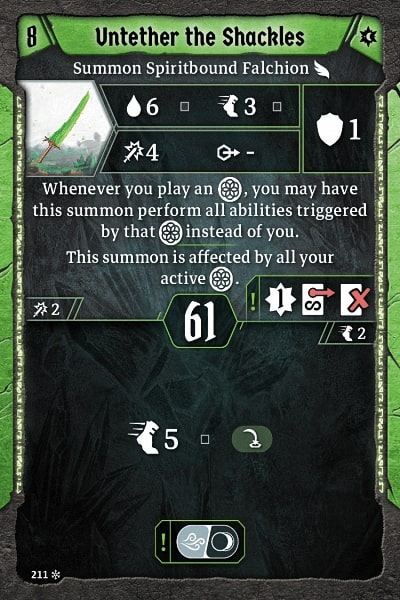 8 Untether the Shackles
Summon Spiritbound Falchion
6 3
1
4 -
Whenever you play an , you may have
this summon perform all abilities triggered
by that instead of you.
This summon is affected by all your
active .
! S
2 61
2
5
!
211